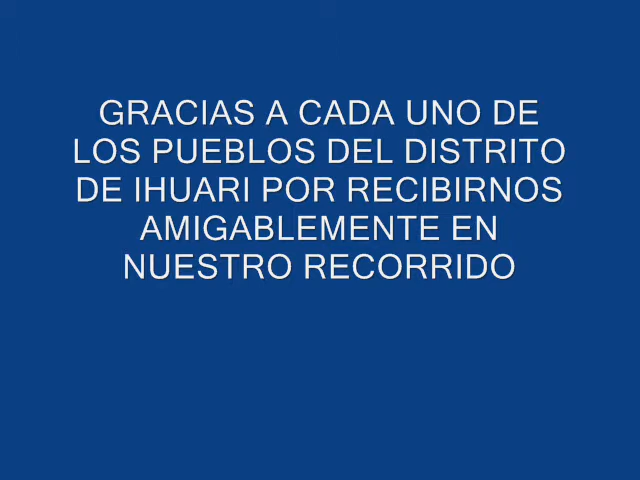 GRACIAS A CADA UNO DE
LOS PUEBLOS DEL DISTRITO
DE IHUARI POR RECIBIRNOS
AMIGABLEMENTE EN
NUESTRO RECORRIDO